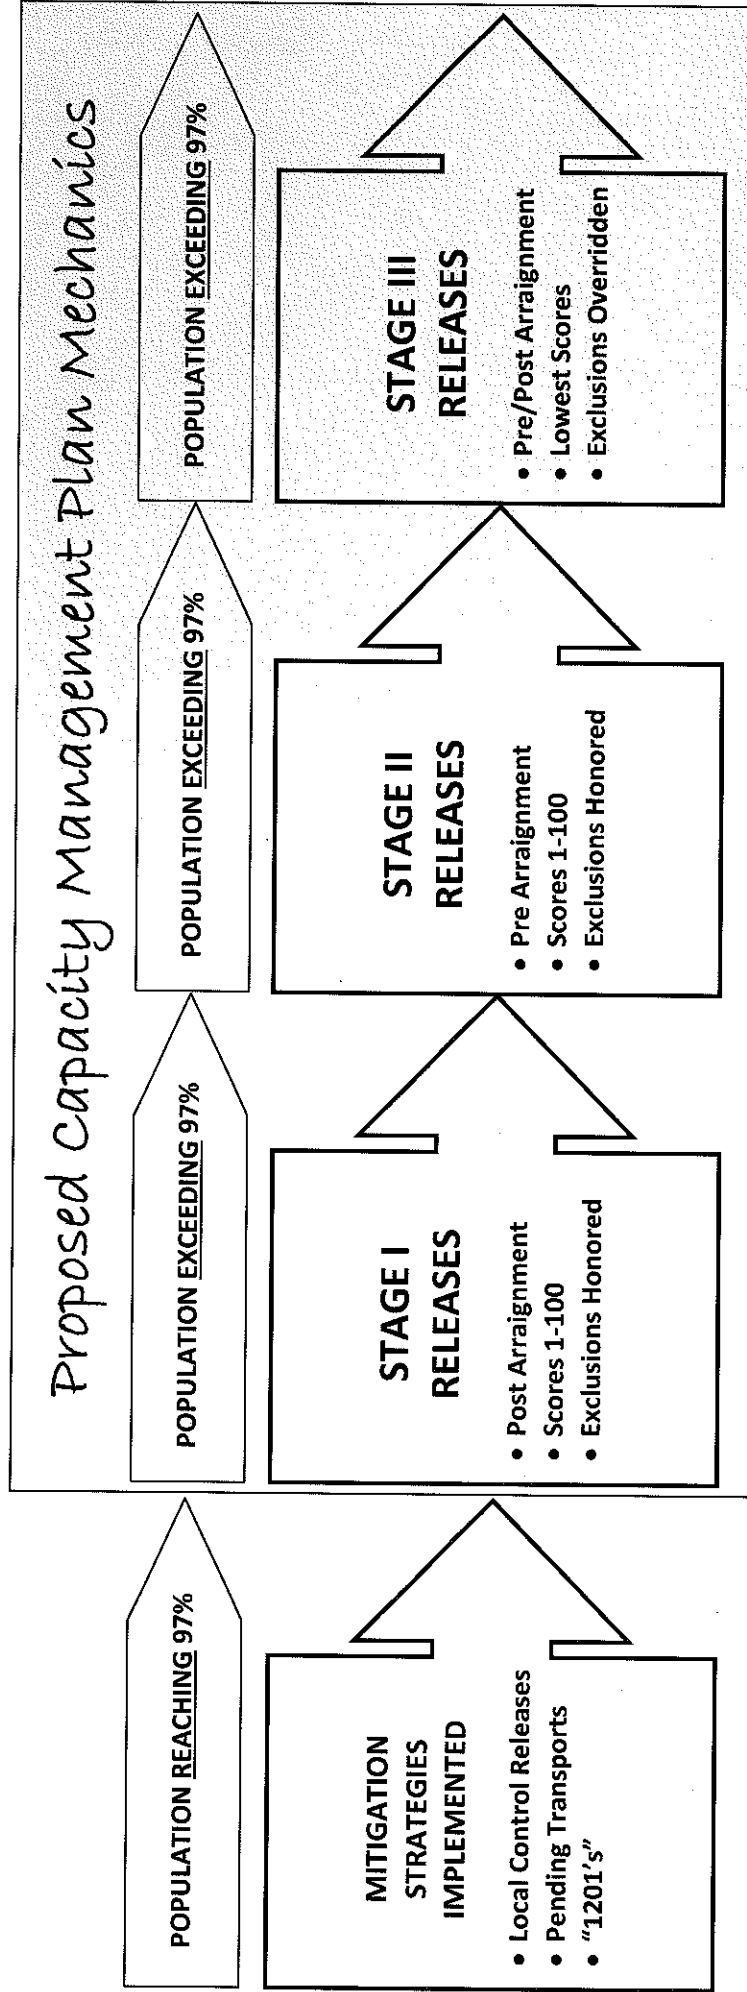 Proposed Capacity Management Plan Mechanics
POPULATION REACHING 97%
POPULATION EXCEEDING 97%
POPULATION EXCEEDING 97%
POPULATION EXCEEDING 97%
MITIGATION
STRATEGIES
IMPLEMENTED
• Local Control Releases
• Pending Transports
• “1201’s”
STAGE I
RELEASES
• Post Arraignment
• Scores 1-100
• Exclusions Honored
STAGE II
RELEASES
• Pre Arraignment
• Scores 1-100
• Exclusions Honored
STAGE III
RELEASES
• Pre/Post Arraignment
• Lowest Scores
• Exclusions Overridden